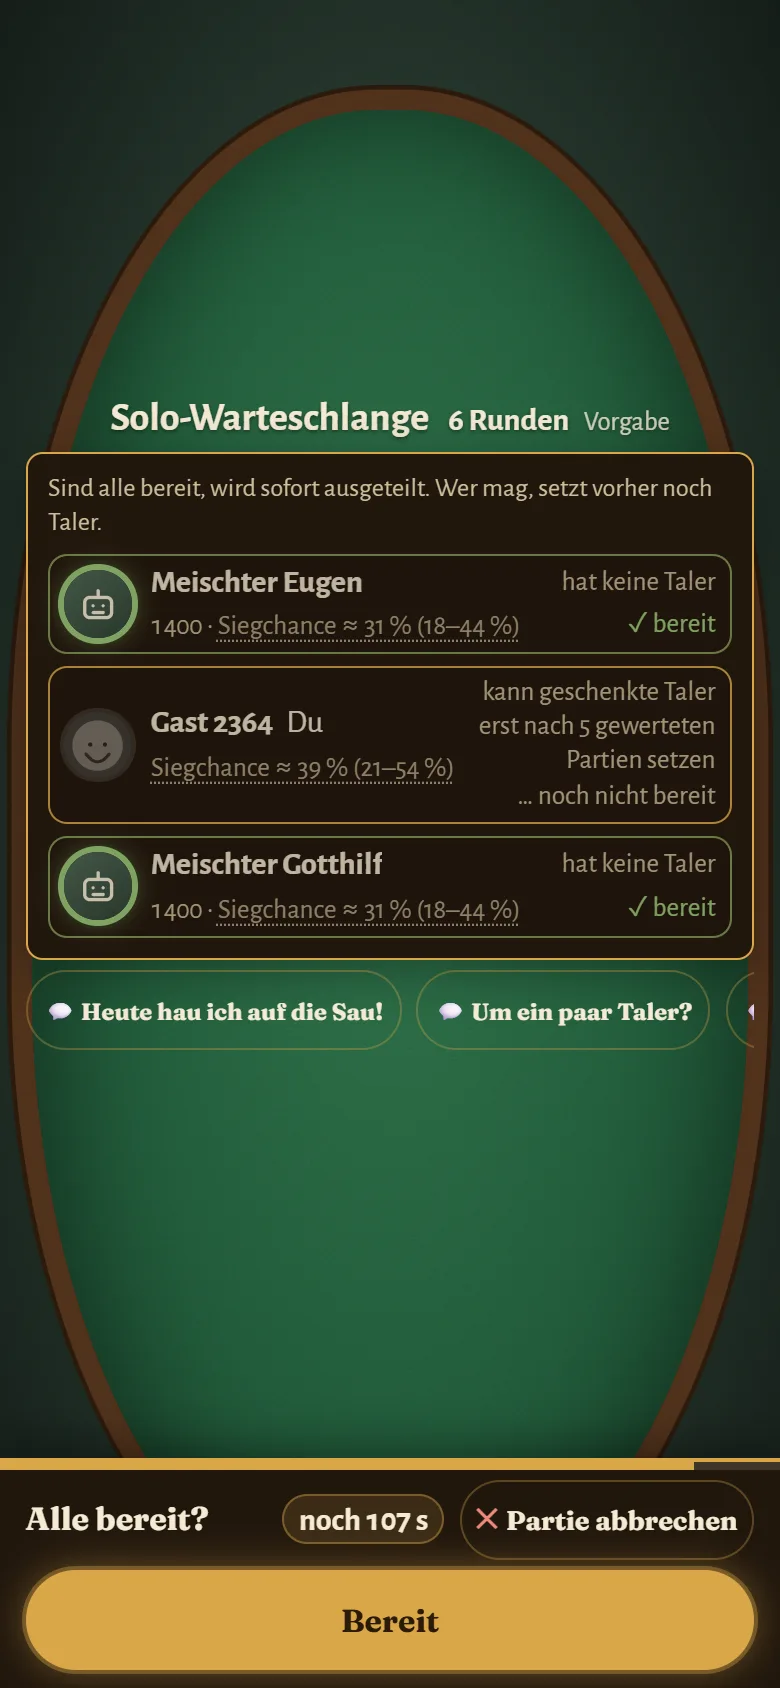 Solo-Warteschlange 6 Runden Vorgabe
Sind alle bereit, wird sofort ausgeteilt. Wer mag, setzt vorher noch
Taler.
Meischter Eugen hat keine Taler
1400 · Siegchance ≈ 31 % (18–44 %) ✓ bereit
kann geschenkte Taler
Gast 2364 Du erst nach 5 gewerteten
Siegchance ≈ 39 % (21–54 %) Partien setzen
… noch nicht bereit
Meischter Gotthilf hat keine Taler
1400 · Siegchance ≈ 31 % (18–44 %) ✓ bereit
Heute hau ich auf die Sau! Um ein paar Taler?
Alle bereit? noch 107 s ✕ Partie abbrechen
Bereit